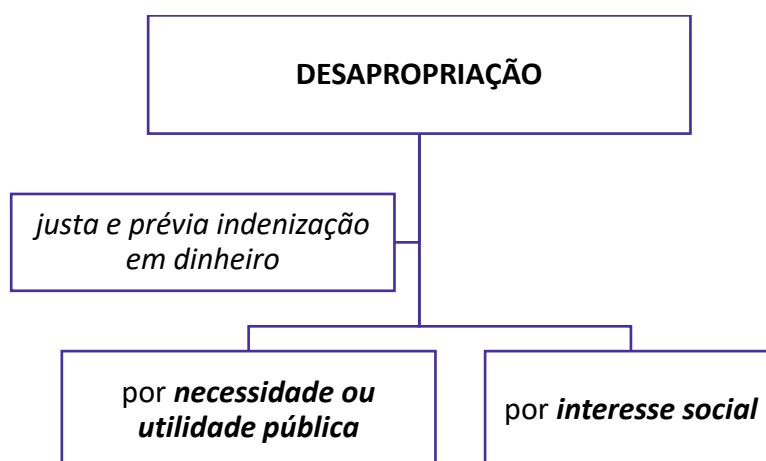 DESAPROPRIAÇÃO
justa e prévia indenização
em dinheiro
por necessidade ou
utilidade pública
por interesse social